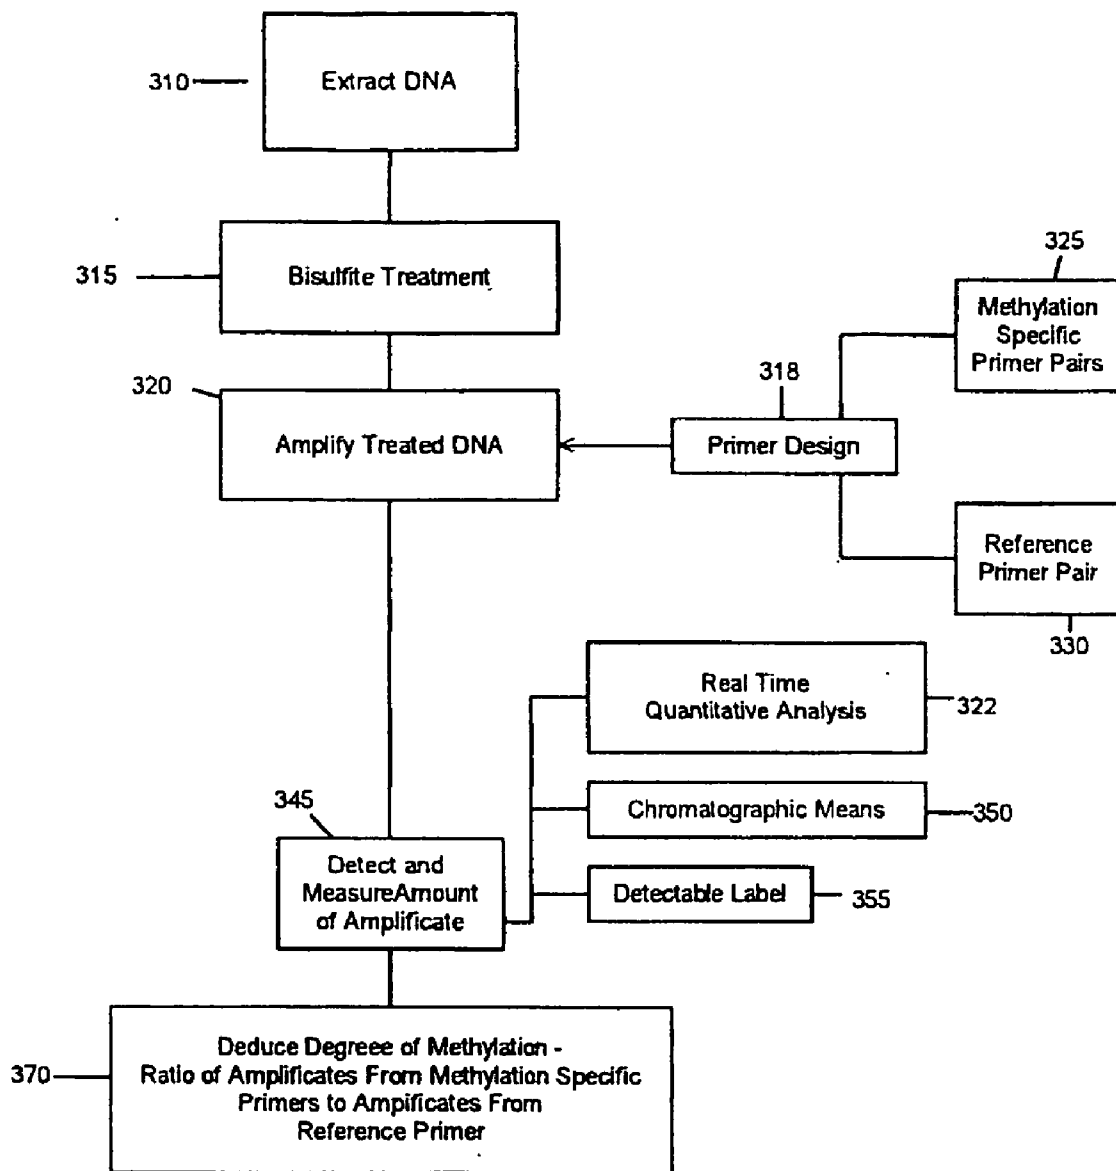 310
Extract DNA
315
Bisulfite Treatment
325
Methylation
Specific
Primer Pairs
320
Amplify Treated DNA
318
Primer Design
Reference
Primer Pair
330
Real Time
Quantitative Analysis
322
345
Chromatographic Means
350
Detect and
MeasureAmount
of Amplificate
Detectable Label
355
370
Deduce Degreee of Methylation -
Ratio of Amplificates From Methylation Specific
Primers to Ampificates From
Reference Primer